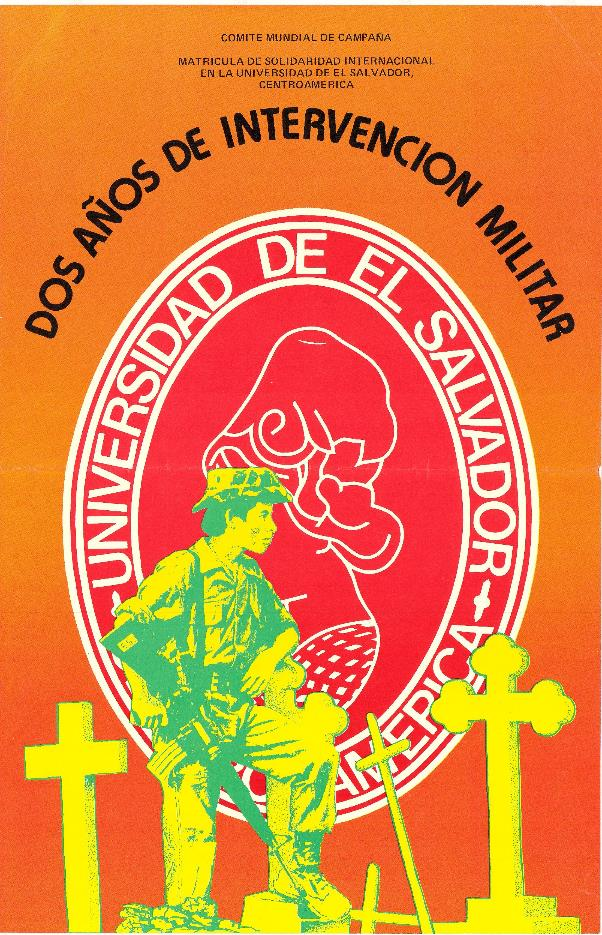 COMITE MUNDIAL DE CAMPAÑA
MATRICULA DE SOLIDARIDAD INTERNACIONAL
EN LA UNIVERSIDAD DE EL SALVADOR,
CENTROAMERICA
DOS AÑOS DE INTERVENCION MILITAR
UNIVERSIDAD DE EL SALVADOR
AMERICA